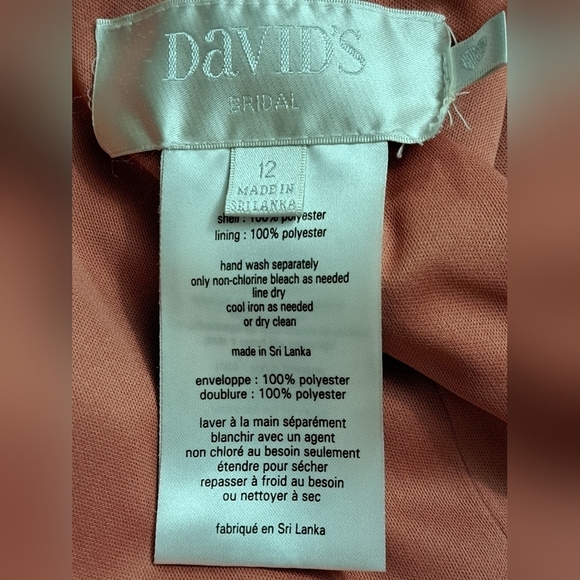 DaVID'S
BRIDAL
12
MADE IN
SRI LANKA
shell : 100% polyester
lining : 100% polyester
hand wash separately
only non-chlorine bleach as needed
line dry
cool iron as needed
or dry clean
made in Sri Lanka
enveloppe : 100% polyester
doublure : 100% polyester
laver à la main séparément
blanchir avec un agent
non chloré au besoin seulement
étendre pour sécher
repasser à froid au besoin
ou nettoyer à sec
fabriqué en Sri Lanka